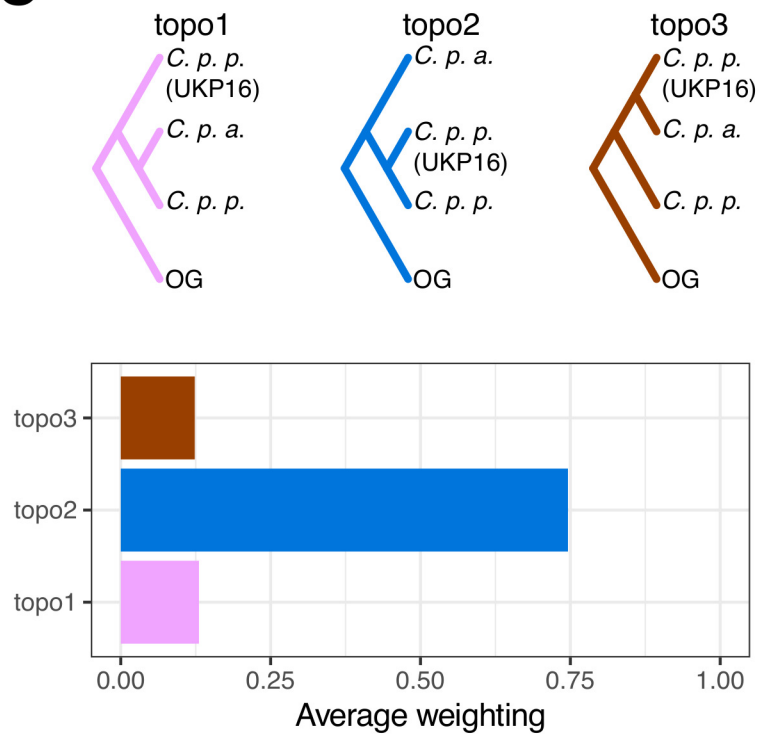 topo1
C. p. p.
(UKP16)
C. p. a.
C. p. p.
OG
topo2
C. p. a.
C. p. p.
(UKP16)
C. p. p.
OG
topo3
C. p. p.
(UKP16)
C. p. a.
C. p. p.
OG
topo3
topo2
topo1
0.00 0.25 0.50 0.75 1.00
Average weighting